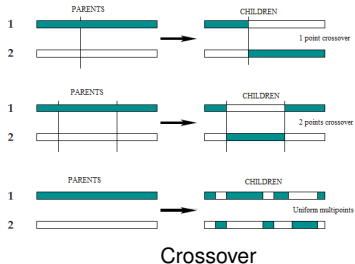 PARENTS CHILDREN
1
2
1 point crossover
PARENTS CHILDREN
1
2
2 points crossover
PARENTS CHILDREN
1
2
Uniform multipoints
Crossover